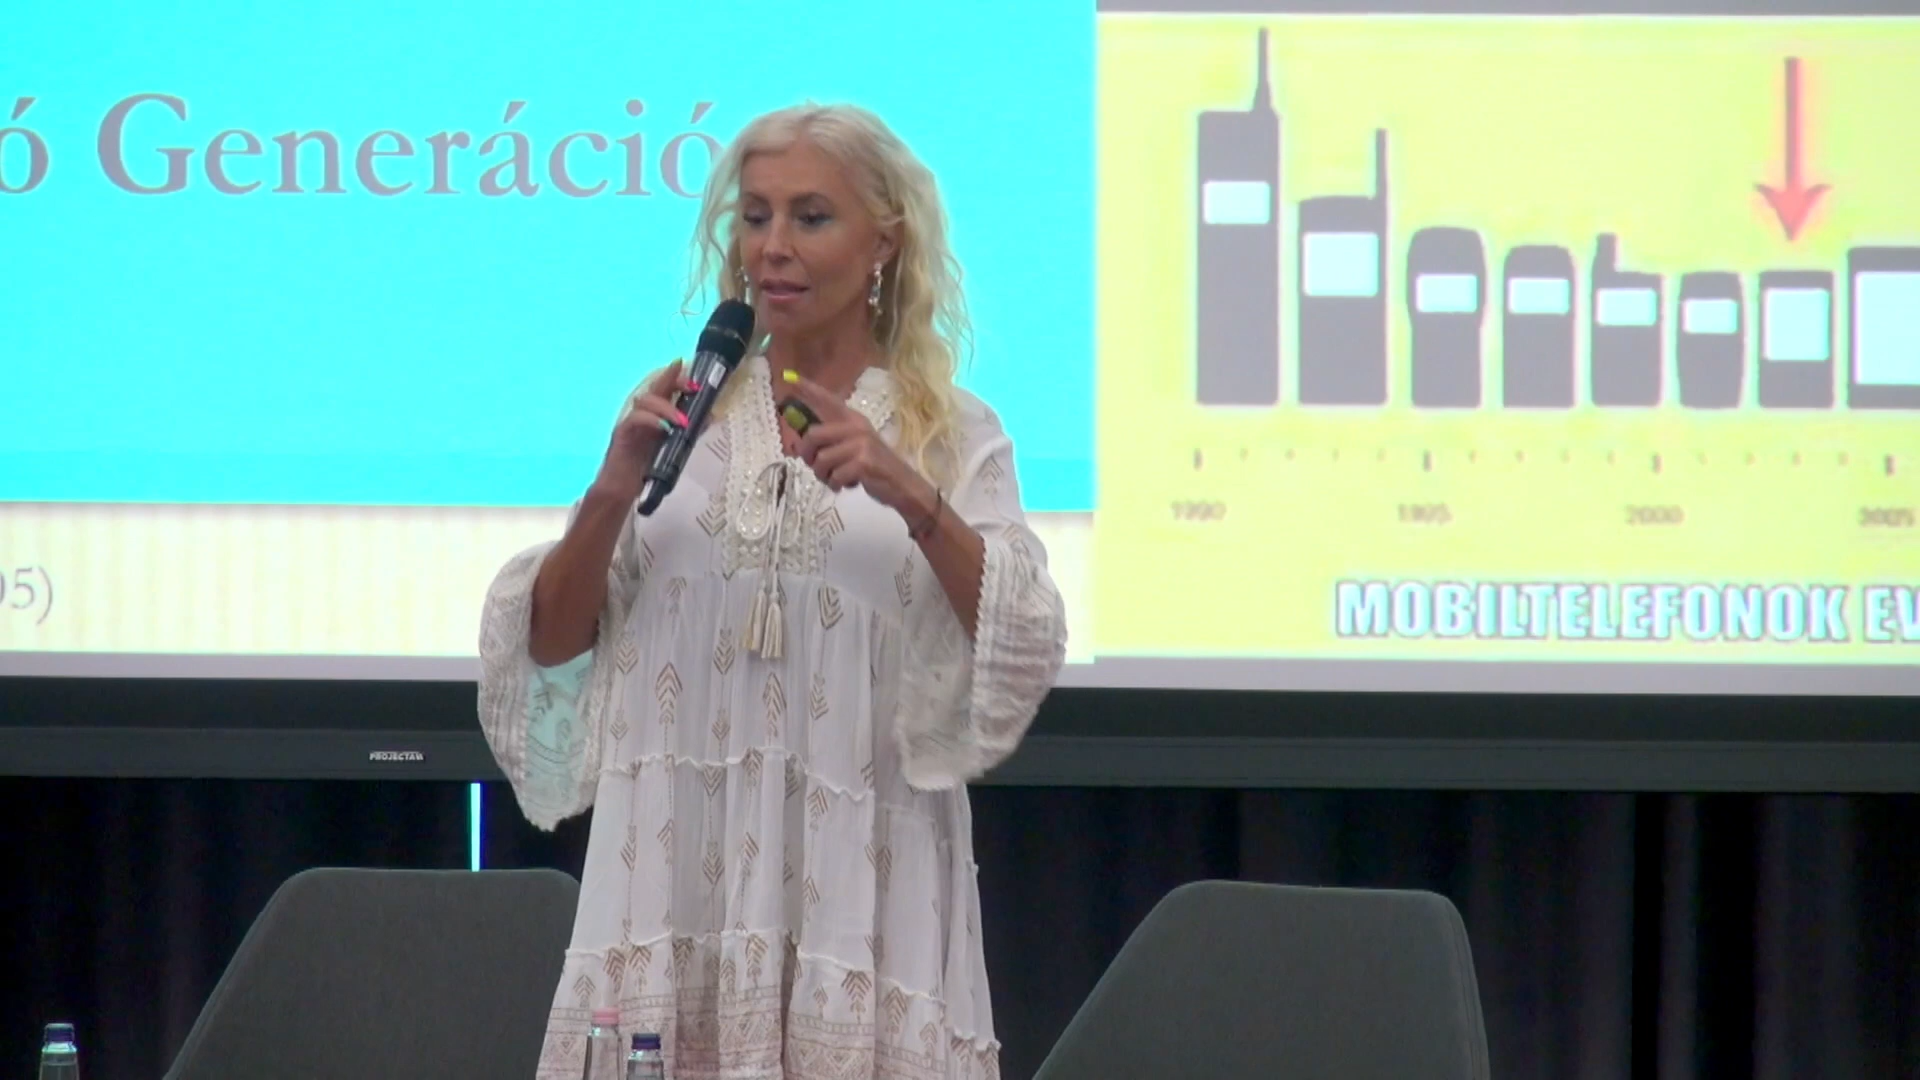 ó Generáció
05)
1990 1995 2000 2005
MOBILTELEFONOK EV
PROJECTA